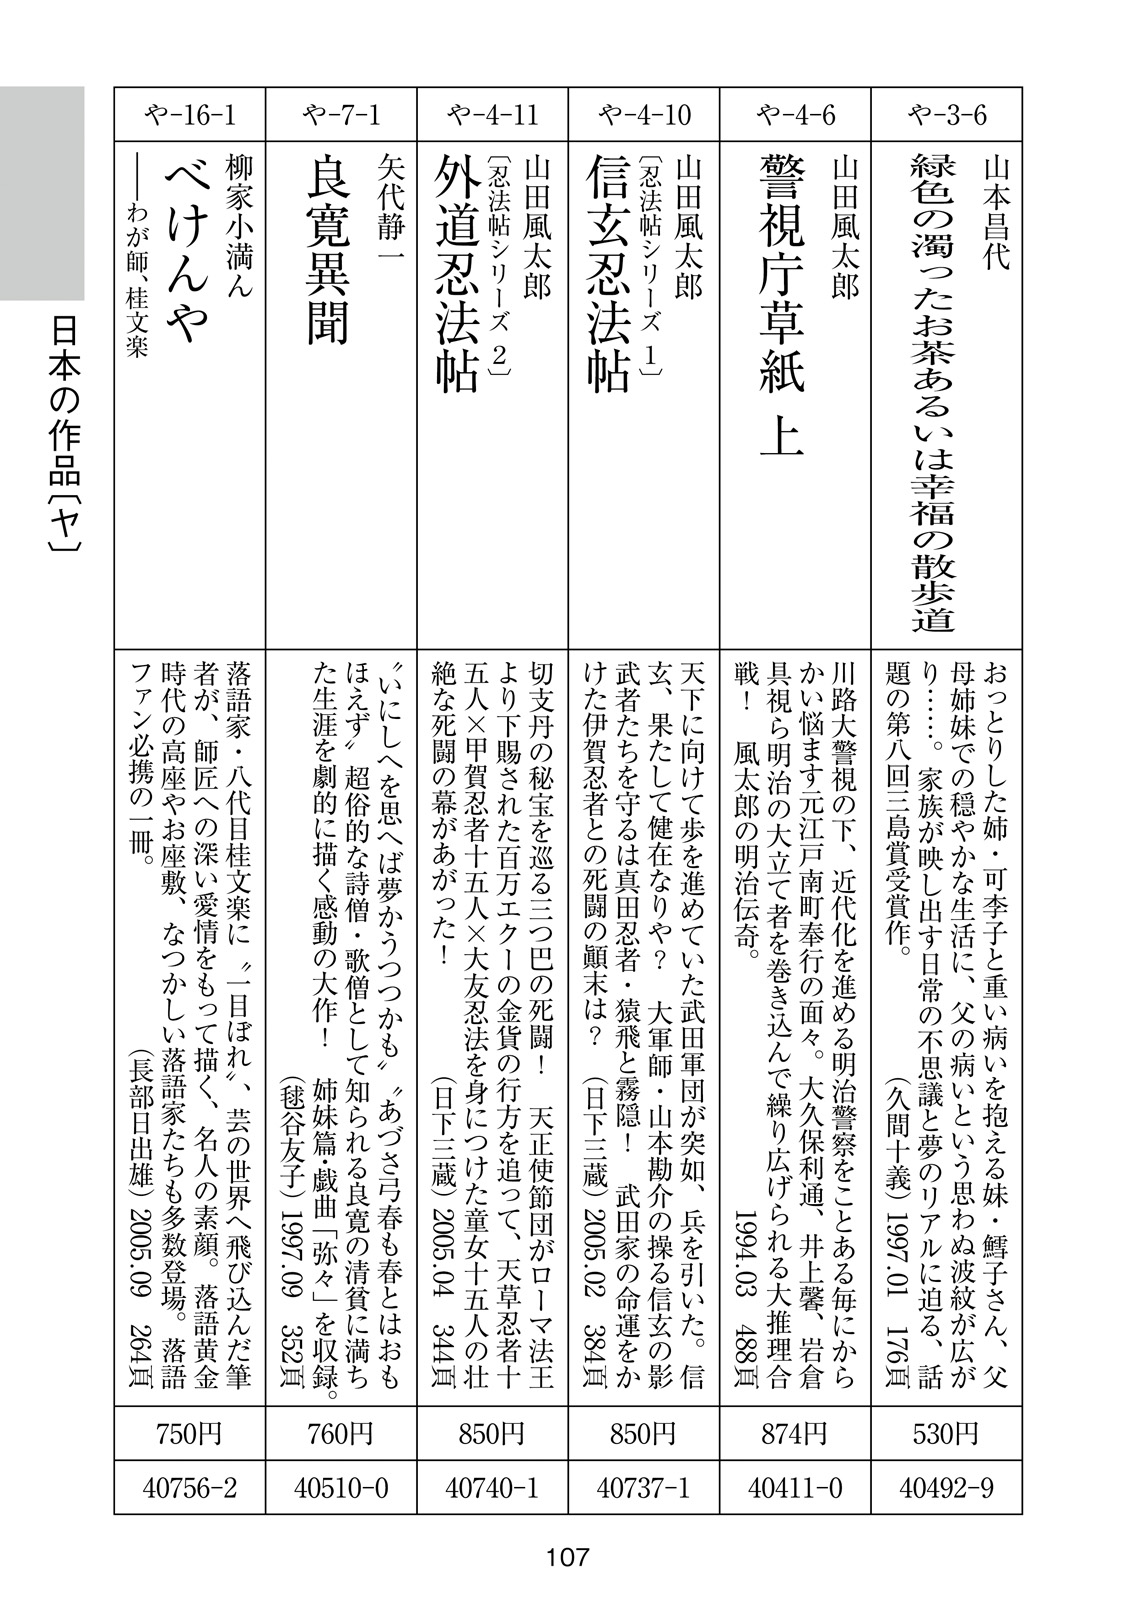 日本の作品〔ヤ〕
や-3-6
山本昌代
緑色の濁ったお茶あるいは幸福の散歩道
おっとりした姉・可李子と重い病いを抱える妹・鱈子さん、父
母姉妹での穏やかな生活に、父の病いという思わぬ波紋が広が
り……。家族が映し出す日常の不思議と夢のリアルに迫る、話
題の第八回三島賞受賞作。 （久間十義）1997.01 176頁
530円
40492-9
や-4-6
山田風太郎
警視庁草紙 上
川路大警視の下、近代化を進める明治警察をことある毎にから
かい悩ます元江戸南町奉行の面々。大久保利通、井上馨、岩倉
具視ら明治の大立て者を巻き込んで繰り広げられる大推理合
戦！ 風太郎の明治伝奇。 1994.03 488頁
874円
40411-0
や-4-10
山田風太郎
〔忍法帖シリーズ 1〕
信玄忍法帖
天下に向けて歩を進めていた武田軍団が突如、兵を引いた。信
玄、果たして健在なりや？ 大軍師・山本勘介の操る信玄の影
武者たちを守るは真田忍者・猿飛と霧隠！ 武田家の命運をか
けた伊賀忍者との死闘の顚末は？ （日下三蔵）2005.02 384頁
850円
40737-1
や-4-11
山田風太郎
〔忍法帖シリーズ 2〕
外道忍法帖
切支丹の秘宝を巡る三つ巴の死闘！ 天正使節団がローマ法王
より下賜された百万エクーの金貨の行方を追って、天草忍者十
五人×甲賀忍者十五人×大友忍法を身につけた童女十五人の壮
絶な死闘の幕があがった！ （日下三蔵）2005.04 344頁
850円
40740-1
や-7-1
矢代静一
良寛異聞
〝いにしへを思へば夢かうつつかも〟〝あづさ弓春も春とはおも
ほえず〟超俗的な詩僧・歌僧として知られる良寛の清貧に満ち
た生涯を劇的に描く感動の大作！ 姉妹篇・戯曲「弥々」を収録。
（毬谷友子）1997.09 352頁
760円
40510-0
や-16-1
柳家小満ん
べけんや
――わが師、桂文楽
落語家・八代目桂文楽に〝一目ぼれ〟、芸の世界へ飛び込んだ筆
者が、師匠への深い愛情をもって描く、名人の素顔。落語黄金
時代の高座やお座敷、なつかしい落語家たちも多数登場。落語
ファン必携の一冊。 （長部日出雄）2005.09 264頁
750円
40756-2
107